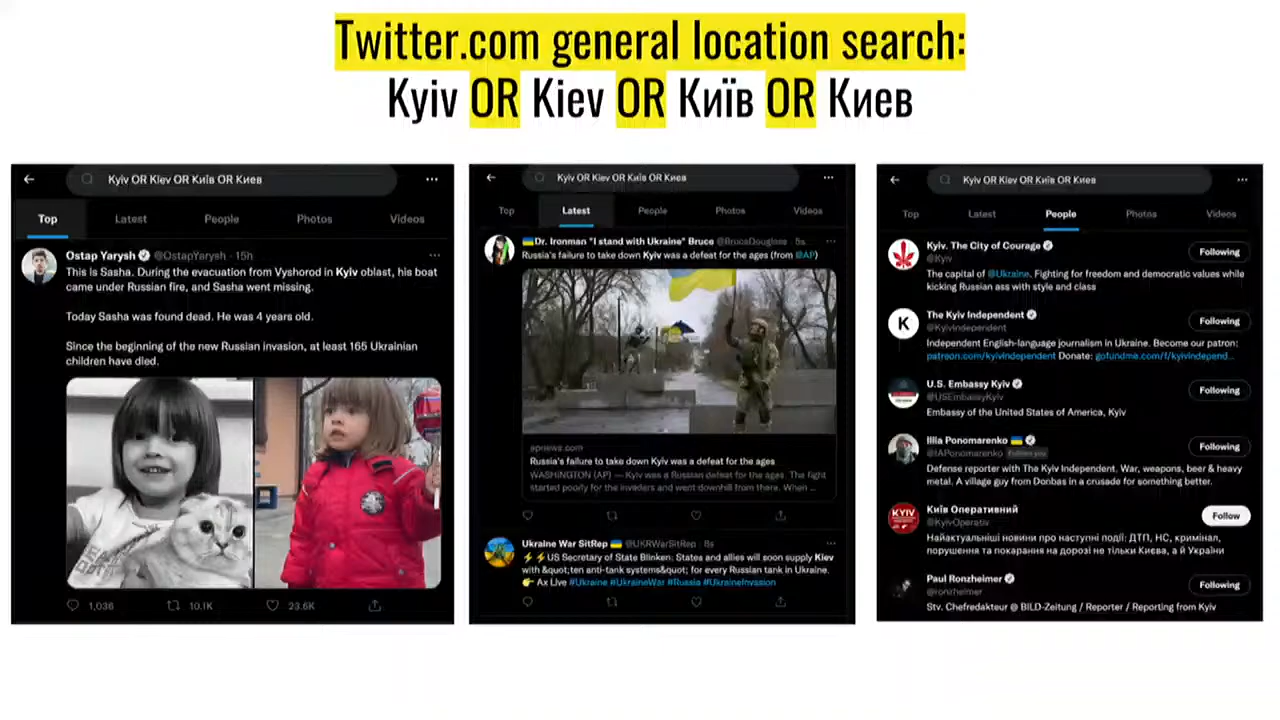 Twitter.com general location search:
Kyiv OR Kiev OR Київ OR Киев
Kyiv OR Kiev OR Київ OR Киев
Top Latest People Photos Videos
Ostap Yarysh @OstapYarysh · 15h
This is Sasha. During the evacuation from Vyshorod in Kyiv oblast, his boat
came under Russian fire, and Sasha went missing.
Today Sasha was found dead. He was 4 years old.
Since the beginning of the new Russian invasion, at least 165 Ukrainian
children have died.
1,036 10.1K 23.6K
Kyiv OR Kiev OR Київ OR Киев
Top Latest People Photos Videos
Dr. Ironman "I stand with Ukraine" Bruce @BruceDouglass
Russia's failure to take down Kyiv was a defeat for the ages (from @AP)
apnews.com
Russia's failure to take down Kyiv was a defeat for the ages
WASHINGTON (AP) — Kyiv was a Russian defeat for the ages. The fight
started poorly for the invaders and went downhill from there. When ...
Ukraine War SitRep @UKRWarSitRep · 8s
⚡⚡US Secretary of State Blinken: States and allies will soon supply Kiev
with &quot;ten anti-tank systems&quot; for every Russian tank in Ukraine.
👉 Ax Live #Ukraine #UkraineWar #Russia #UkraineInvasion
Kyiv OR Kiev OR Київ OR Киев
Top Latest People Photos Videos
Kyiv. The City of Courage
@Kyiv
Following
The capital of @Ukraine. Fighting for freedom and democratic values while
kicking Russian ass with style and class
K
The Kyiv Independent
@KyivIndependent
Following
Independent English-language journalism in Ukraine. Become our patron:
patreon.com/kyivindependent Donate: gofundme.com/f/kyivindepend...
U.S. Embassy Kyiv
@USEmbassyKyiv
Following
Embassy of the United States of America, Kyiv
Illia Ponomarenko
@IAPonomarenko Follows you
Following
Defense reporter with The Kyiv Independent. War, weapons, beer & heavy
metal. A village guy from Donbas in a crusade for something better.
KYIV
Київ Оперативний
@KyivOperativ
Follow
Найактуальніші новини про наступні події: ДТП, НС, кримінал,
порушення та покарання на дорозі не тільки Києва, а й України
Paul Ronzheimer
@ronzheimer
Following
Stv. Chefredakteur @ BILD-Zeitung / Reporter / Reporting from Kyiv